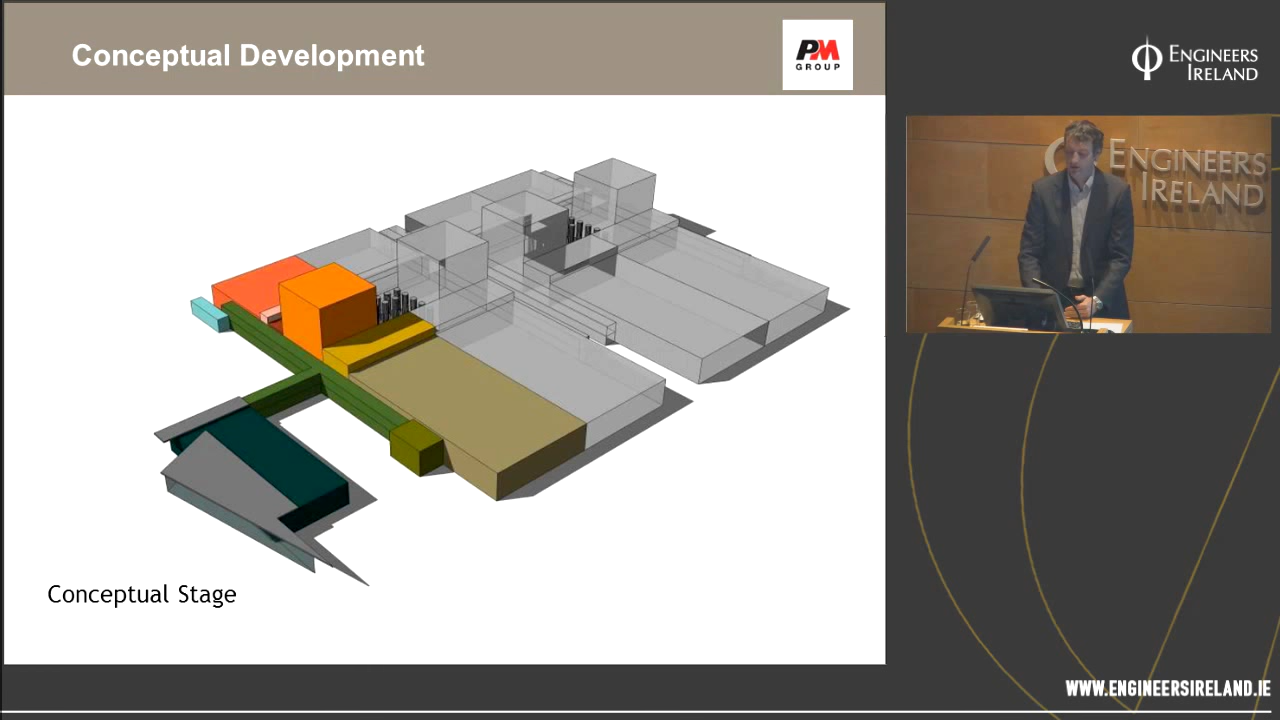 Conceptual Development
PM
GROUP
ENGINEERS
IRELAND
ENGINEERS
IRELAND
Conceptual Stage
WWW.ENGINEERSIRELAND.IE